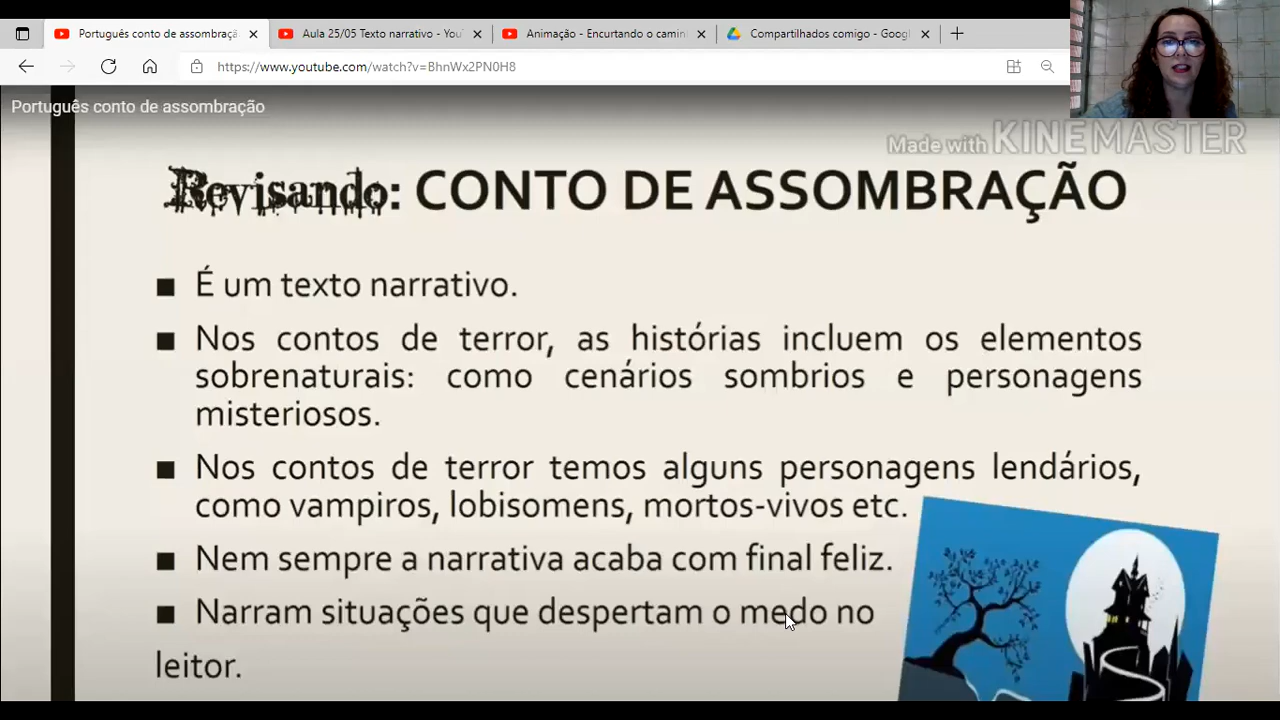 Português conto de assombraçã
Aula 25/05 Texto narrativo - You
Animação - Encurtando o camin
Compartilhados comigo - Googl
https://www.youtube.com/watch?v=BhnWx2PN0H8
Português conto de assombração
Made with KINEMASTER
Revisando: CONTO DE ASSOMBRAÇÃO
■ É um texto narrativo.
■ Nos contos de terror, as histórias incluem os elementos
sobrenaturais: como cenários sombrios e personagens
misteriosos.
■ Nos contos de terror temos alguns personagens lendários,
como vampiros, lobisomens, mortos-vivos etc.
■ Nem sempre a narrativa acaba com final feliz.
■ Narram situações que despertam o medo no
leitor.